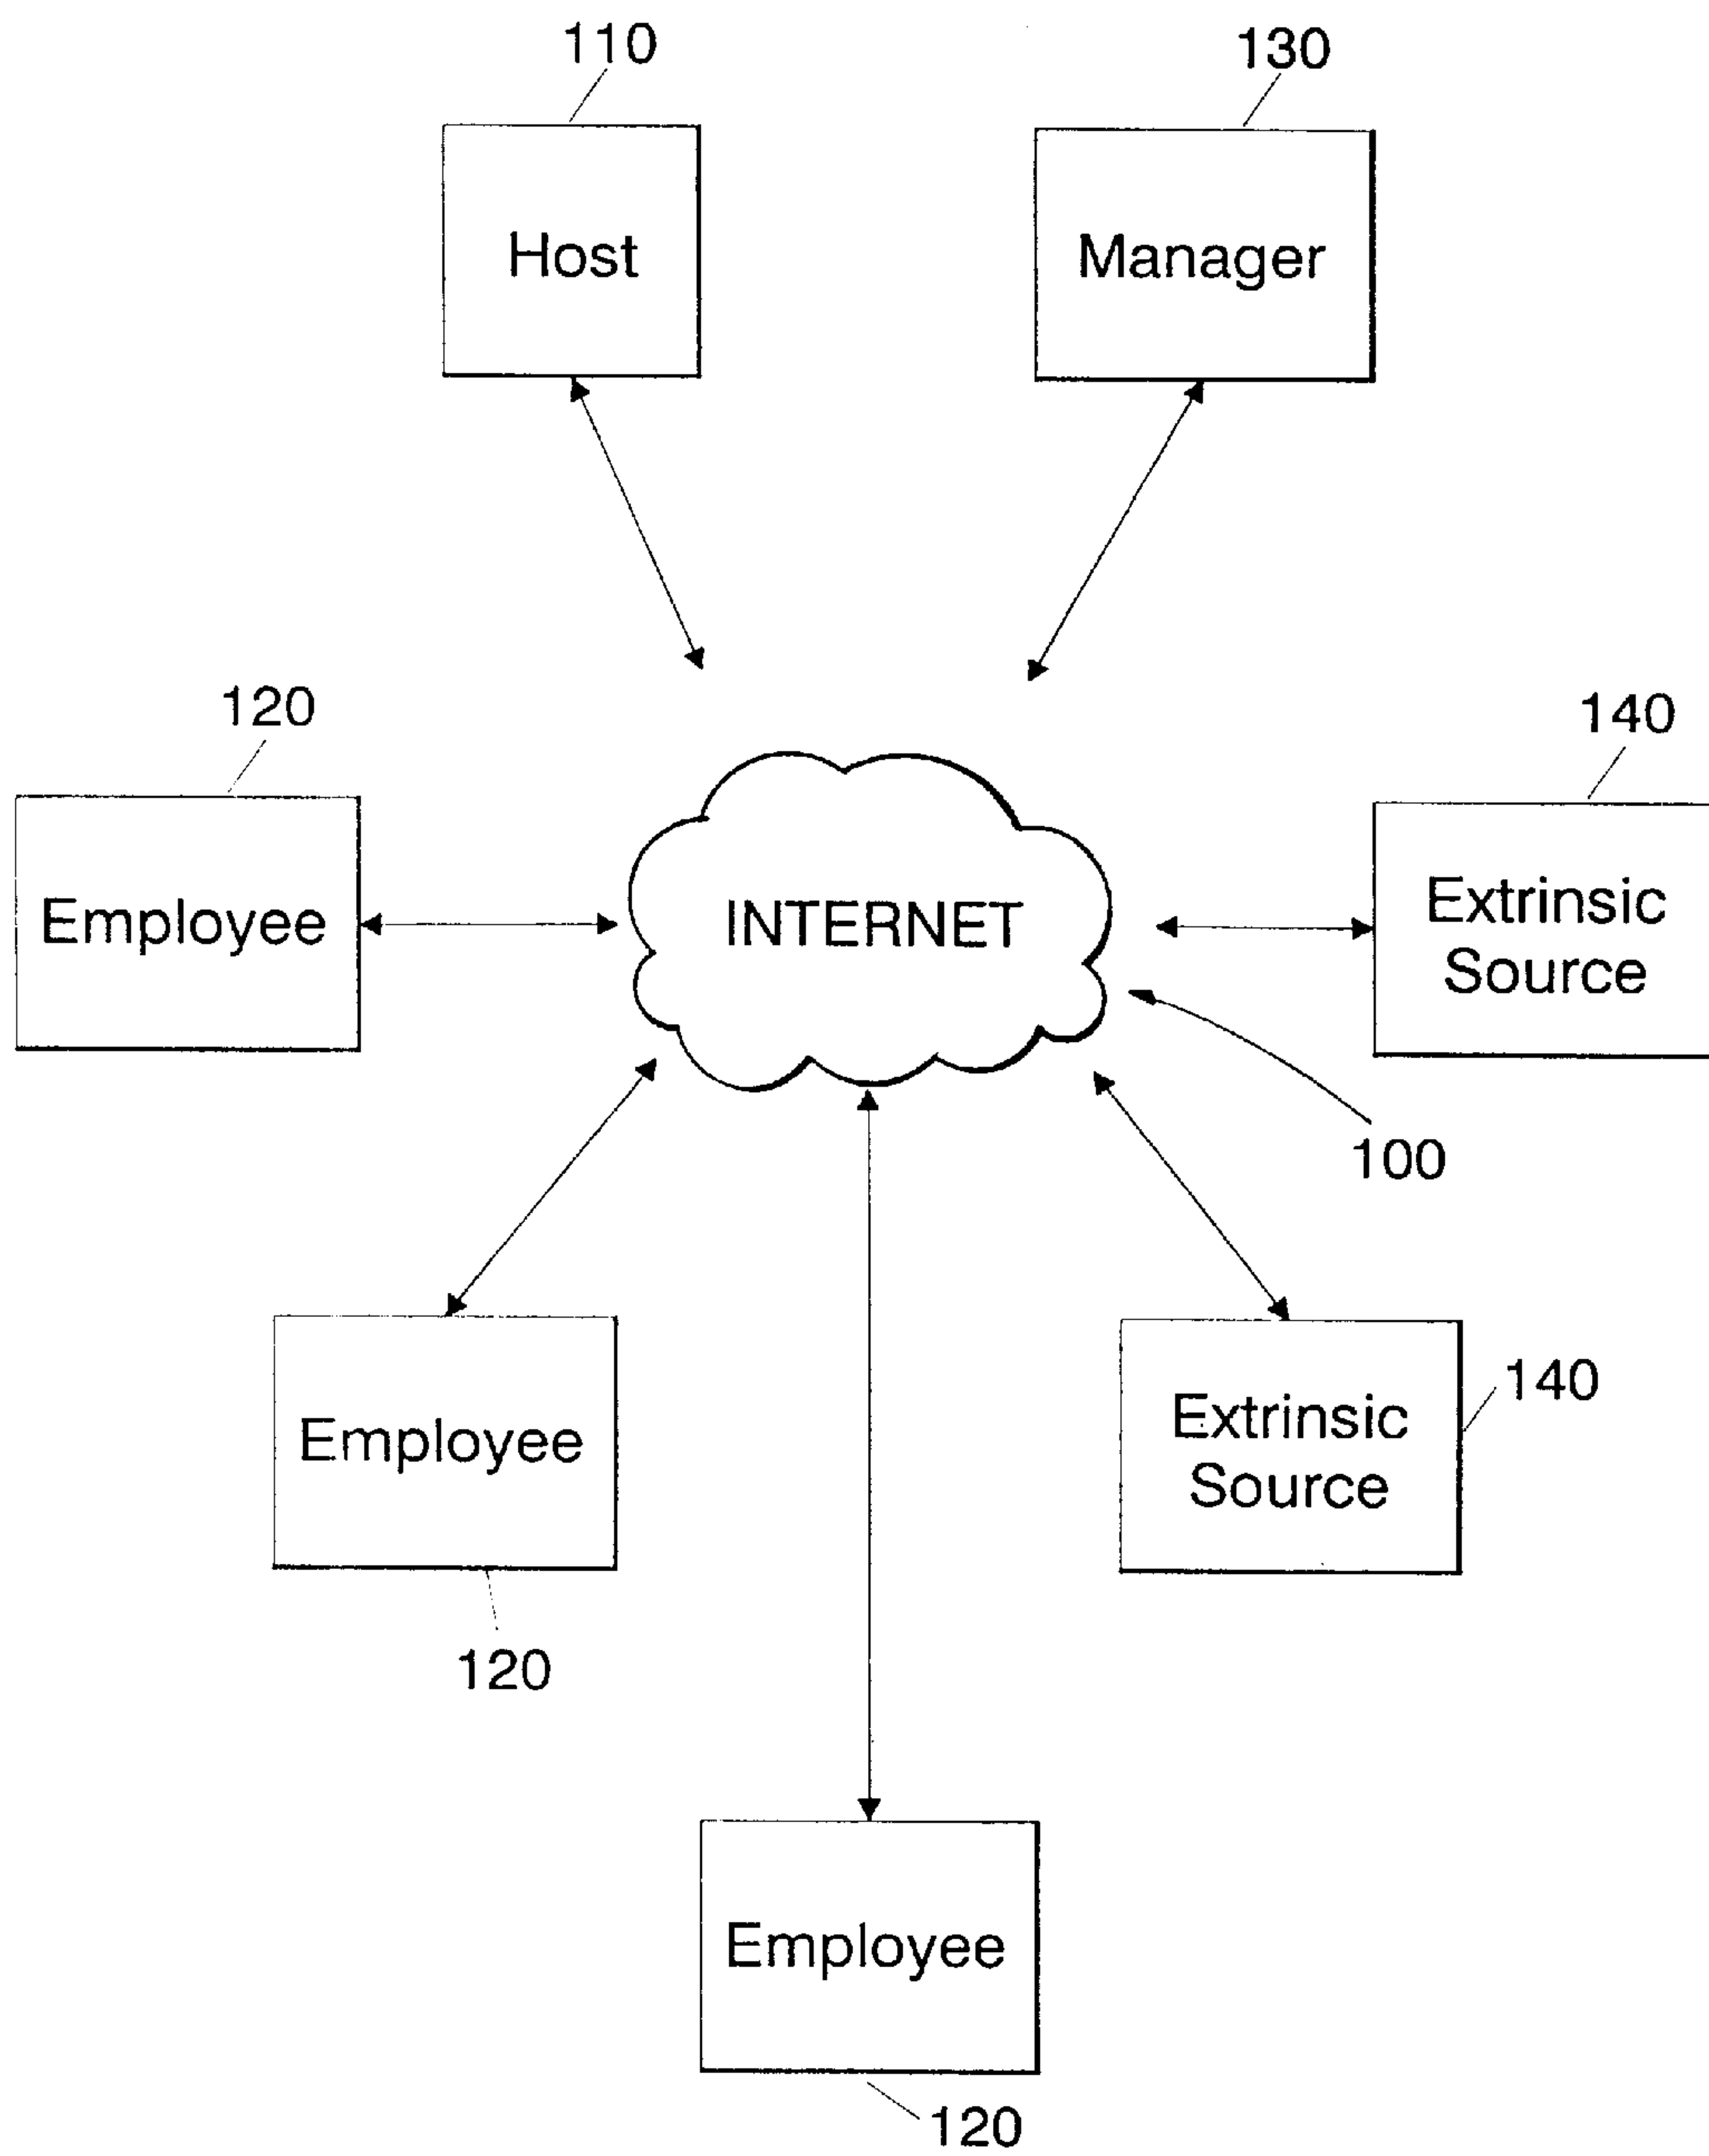 110
130
Host
Manager
120
140
Employee
INTERNET
Extrinsic
Source
100
Employee
Extrinsic
Source
140
120
Employee
120